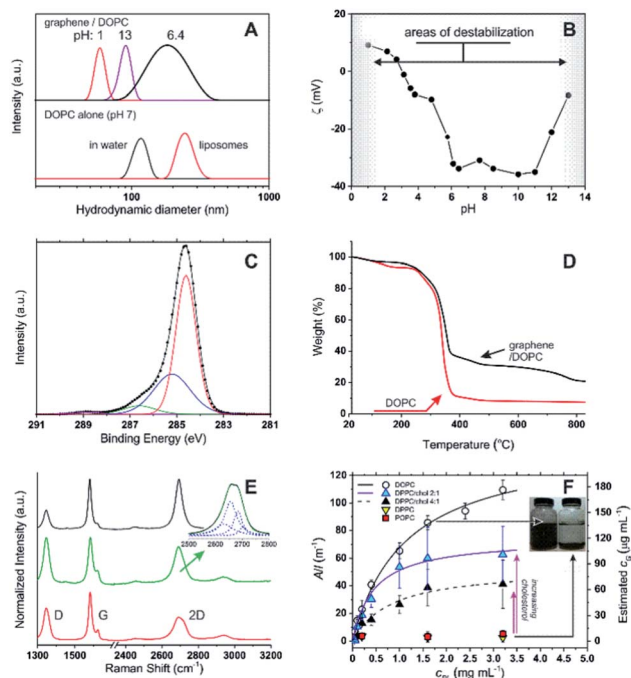 graphene / DOPC
pH: 1 13 6.4
A
DOPC alone (pH 7)
in water liposomes
Intensity (a.u.)
100 1000
Hydrodynamic diameter (nm)
areas of destabilization
B
ζ (mV)
20
0
-20
-40
0 2 4 6 8 10 12 14
pH
C
Intensity (a.u.)
291 289 287 285 283 281
Binding Energy (eV)
D
Weight (%)
100
80
60
40
20
0
graphene
/DOPC
DOPC
20 200 400 600 800
Temperature (°C)
E
Normalized Intensity (a.u.)
2500 2600 2700 2800
D G 2D
1300 1600 2400 2800 3200
Raman Shift (cm-1)
F
DOPC
DPPC/chol 2:1
DPPC/chol 4:1
DPPC
POPC
A/l (m-1)
120
100
80
60
40
20
0
180
150
120
90
60
30
0
Estimated cG (µg mL-1)
increasing
cholesterol
0.0 0.5 1.0 1.5 2.0 2.5 3.0 3.5 4.0 4.5 5.0
cPL (mg mL-1)